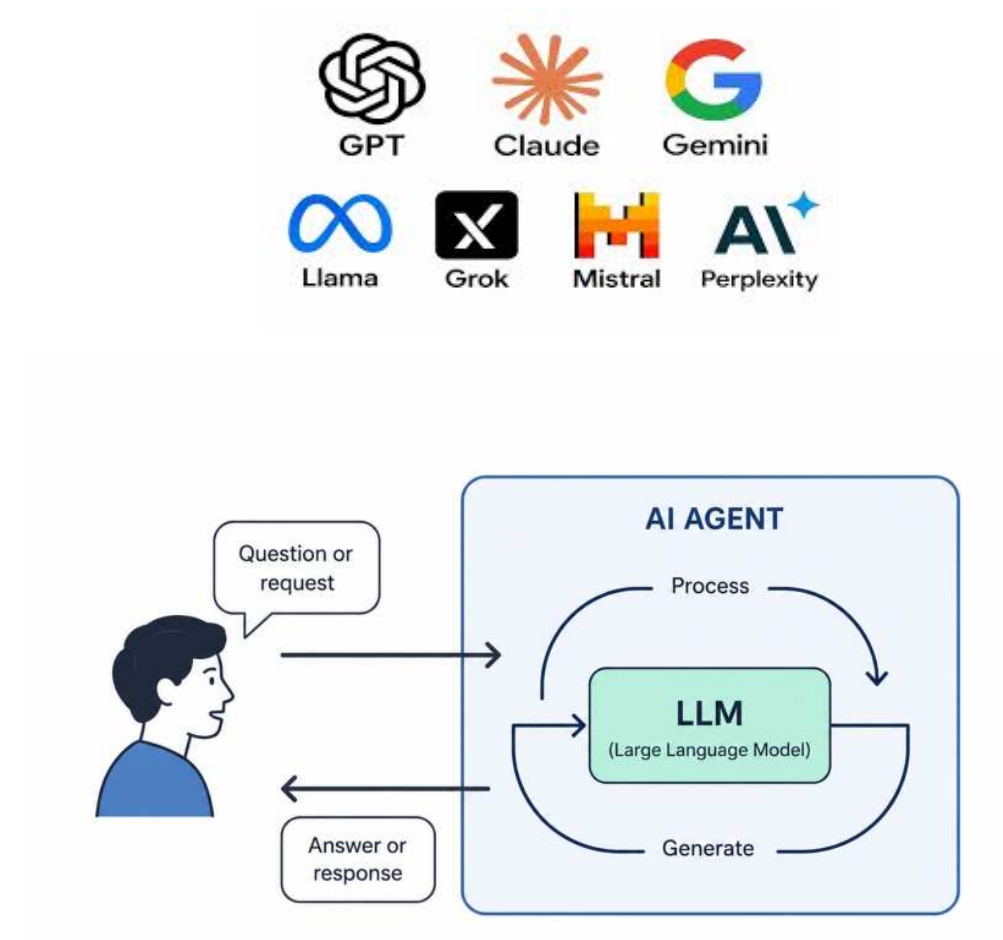 GPT
Claude
Gemini
Llama
Grok
Mistral
AI
Perplexity
AI AGENT
Question or
request
Process
LLM
(Large Language Model)
Generate
Answer or
response